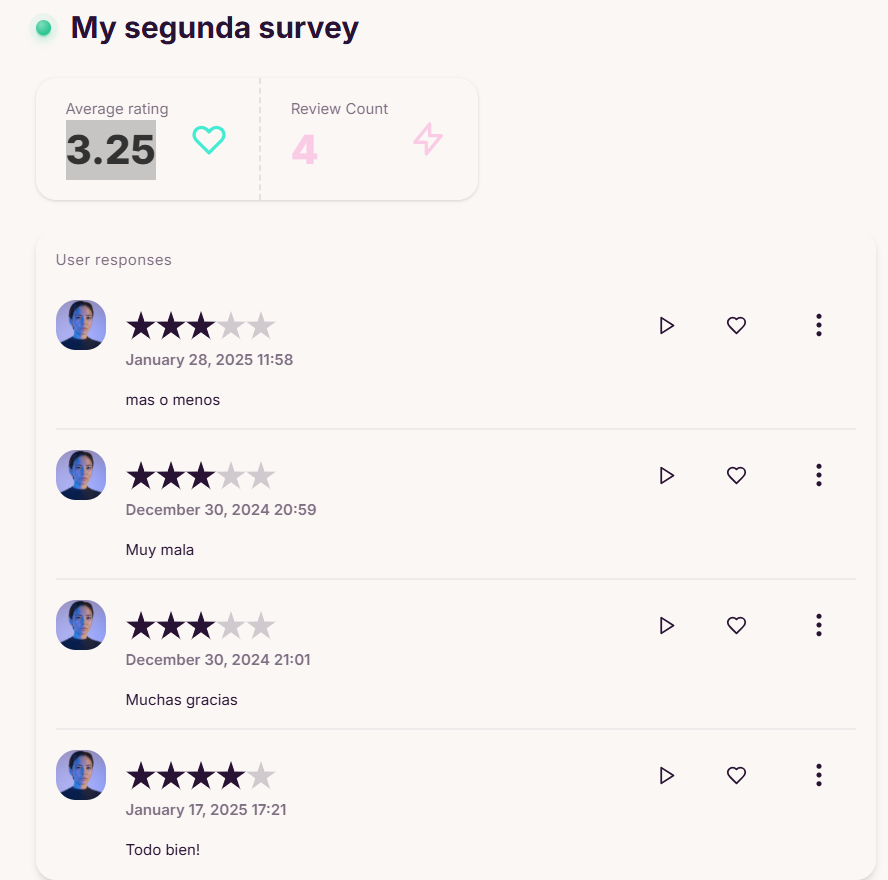 My segunda survey
Average rating
3.25
Review Count
4
User responses
January 28, 2025 11:58
mas o menos
December 30, 2024 20:59
Muy mala
December 30, 2024 21:01
Muchas gracias
January 17, 2025 17:21
Todo bien!